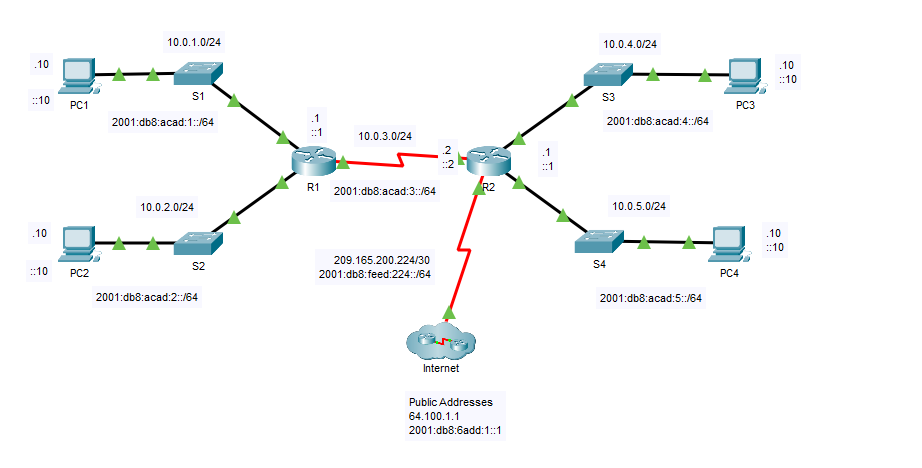 10.0.1.0/24
.10
::10
PC1
S1
2001:db8:acad:1::/64
10.0.4.0/24
.10
::10
PC3
S3
2001:db8:acad:4::/64
.1
::1
R1
10.0.3.0/24
2001:db8:acad:3::/64
.2
::2
R2
.1
::1
10.0.2.0/24
.10
::10
PC2
S2
2001:db8:acad:2::/64
10.0.5.0/24
.10
::10
PC4
S4
2001:db8:acad:5::/64
209.165.200.224/30
2001:db8:feed:224::/64
Internet
Public Addresses
64.100.1.1
2001:db8:6add:1::1